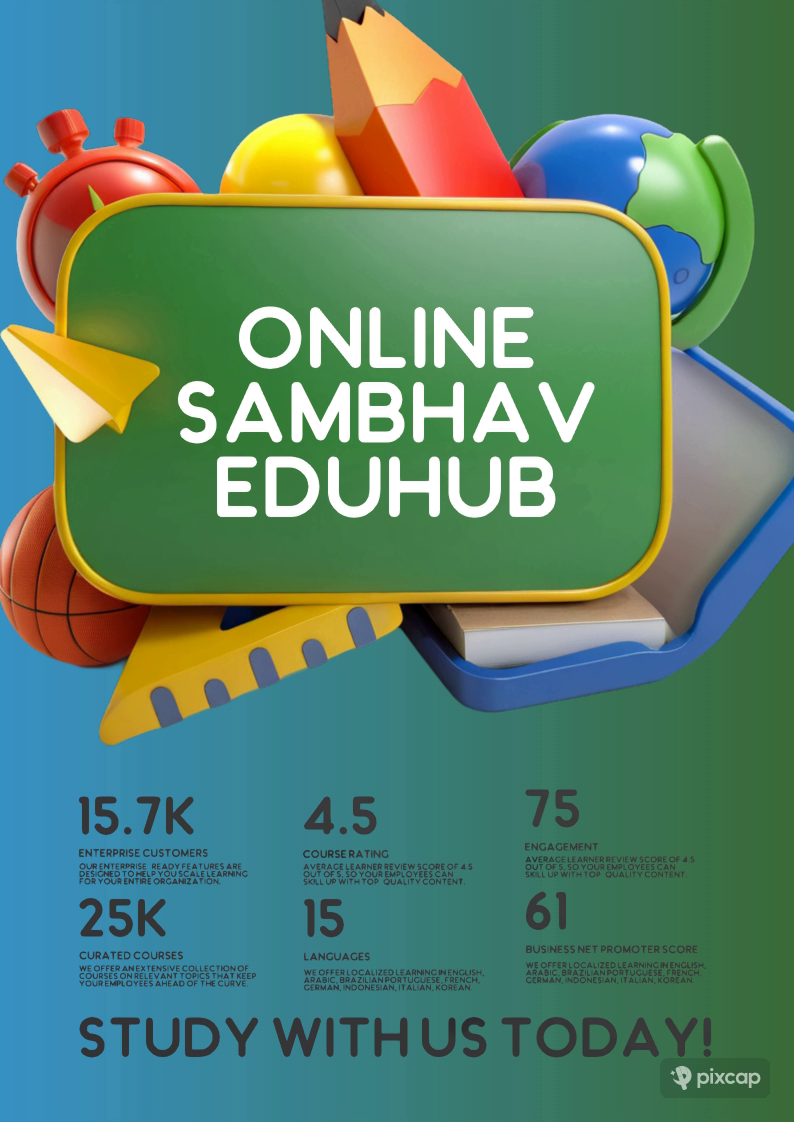 ONLINE
SAMBHAV
EDUHUB
15.7K
ENTERPRISE CUSTOMERS
OUR ENTERPRISE READY FEATURES ARE
DESIGNED TO HELP YOU SCALE LEARNING
FOR YOUR ENTIRE ORGANIZATION.
4.5
COURSE RATING
AVERAGE LEARNER REVIEW SCORE OF 4.5
OUT OF 5, SO YOUR EMPLOYEES CAN
SKILL UP WITH TOP QUALITY CONTENT.
75
ENGAGEMENT
AVERAGE LEARNER REVIEW SCORE OF 4.5
OUT OF 5, SO YOUR EMPLOYEES CAN
SKILL UP WITH TOP QUALITY CONTENT.
25K
CURATED COURSES
WE OFFER AN EXTENSIVE COLLECTION OF
COURSES ON RELEVANT TOPICS THAT KEEP
YOUR EMPLOYEES AHEAD OF THE CURVE.
15
LANGUAGES
WE OFFER LOCALIZED LEARNING IN ENGLISH,
ARABIC, BRAZILIAN PORTUGUESE, FRENCH,
GERMAN, INDONESIAN, ITALIAN, KOREAN.
61
BUSINESS NET PROMOTER SCORE
WE OFFER LOCALIZED LEARNING IN ENGLISH,
ARABIC, BRAZILIAN PORTUGUESE, FRENCH,
GERMAN, INDONESIAN, ITALIAN, KOREAN.
STUDY WITH US TODAY!
pixcap